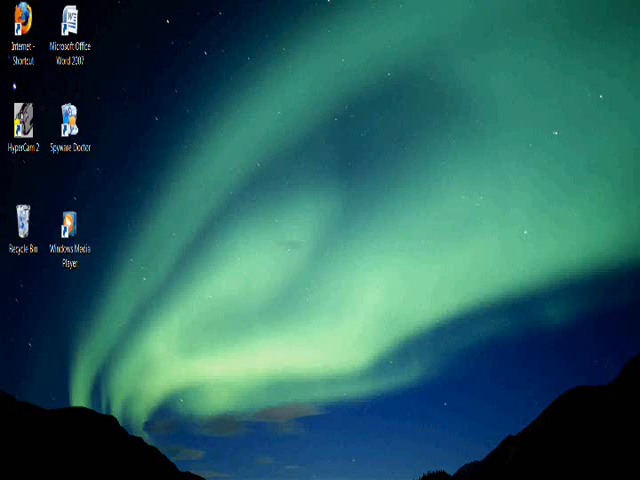 Internet -
Shortcut
Microsoft Office
Word 2007
HyperCam 2
Spyware Doctor
Recycle Bin
Windows Media
Player